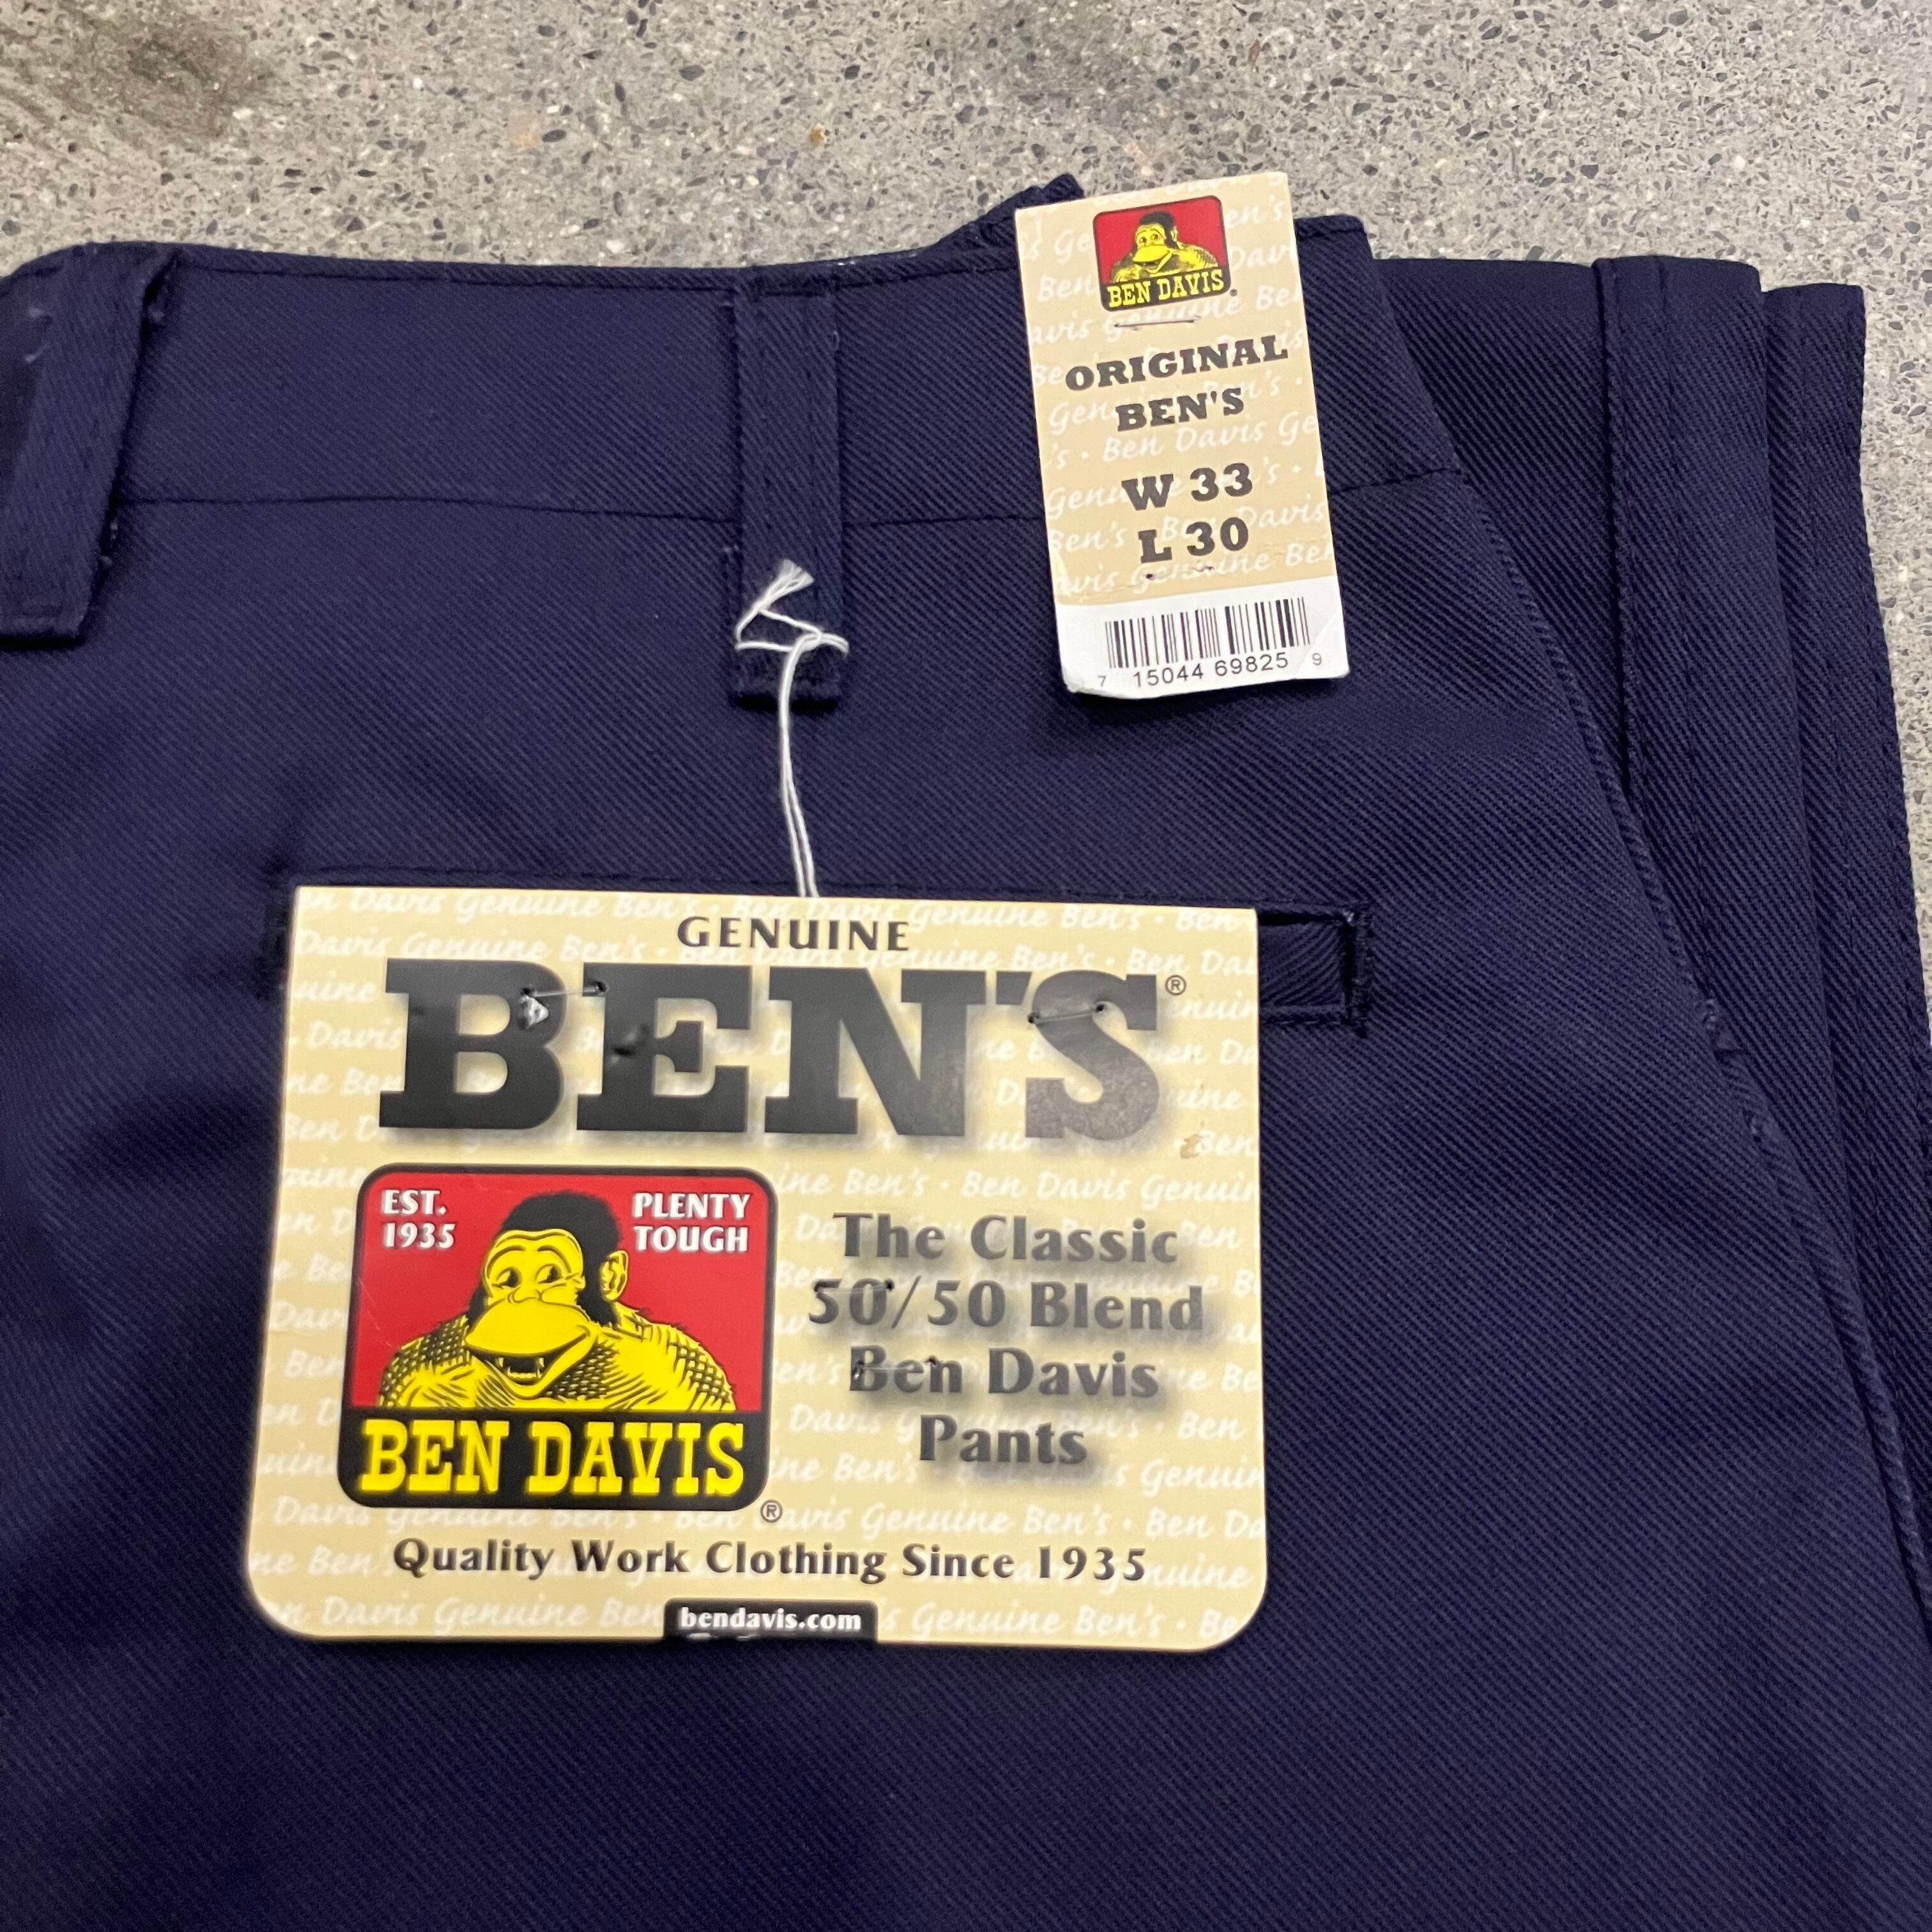 BEN DAVIS
ORIGINAL
BEN'S
W 33
L 30
7 15044 69825 9
GENUINE
BEN'S®
EST.
1935
PLENTY
TOUGH
BEN DAVIS
®
The Classic
50/50 Blend
Ben Davis
Pants
Quality Work Clothing Since 1935
bendavis.com